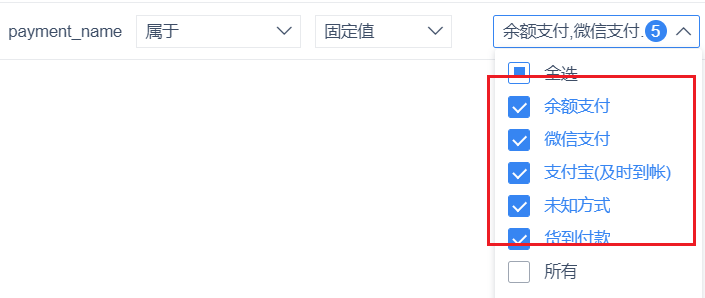 payment_name 属于 固定值 余额支付,微信支付. 5
全选
余额支付
微信支付
支付宝(及时到帐)
未知方式
货到付款
所有